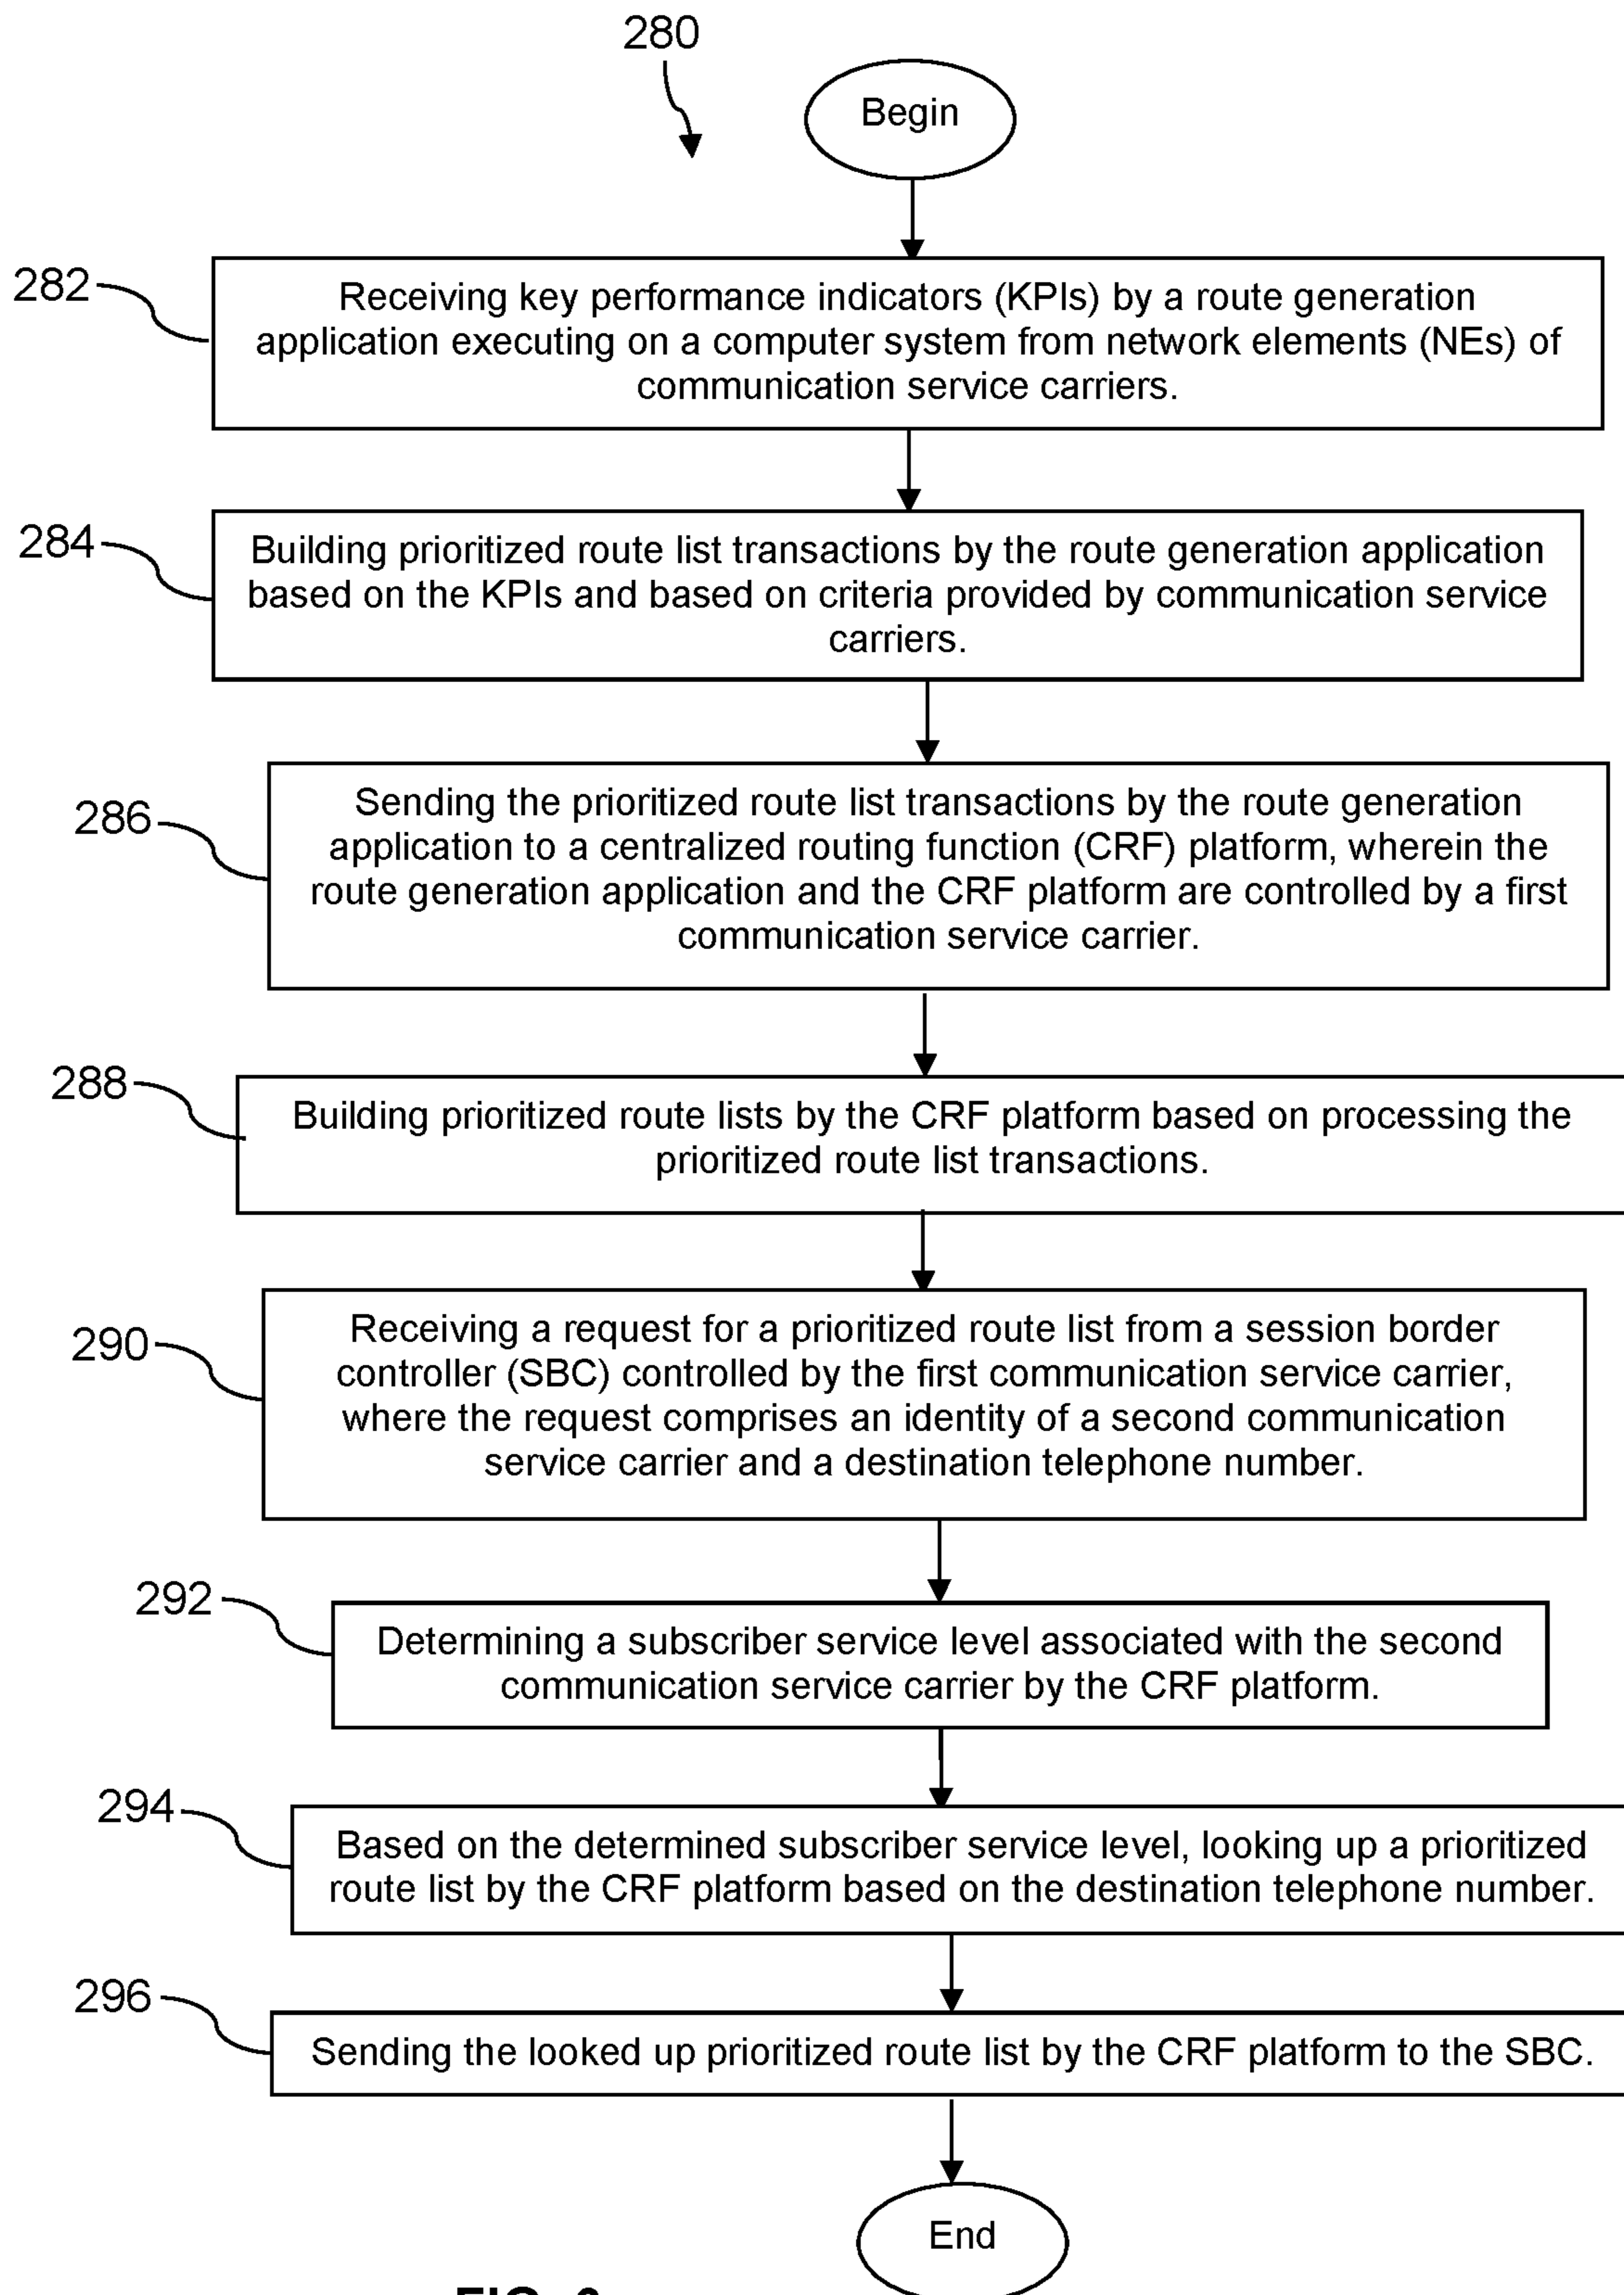 280
Begin
282
Receiving key performance indicators (KPIs) by a route generation
application executing on a computer system from network elements (NEs) of
communication service carriers.
284
Building prioritized route list transactions by the route generation application
based on the KPIs and based on criteria provided by communication service
carriers.
286
Sending the prioritized route list transactions by the route generation
application to a centralized routing function (CRF) platform, wherein the
route generation application and the CRF platform are controlled by a first
communication service carrier.
288
Building prioritized route lists by the CRF platform based on processing the
prioritized route list transactions.
290
Receiving a request for a prioritized route list from a session border
controller (SBC) controlled by the first communication service carrier,
where the request comprises an identity of a second communication
service carrier and a destination telephone number.
292
Determining a subscriber service level associated with the second
communication service carrier by the CRF platform.
294
Based on the determined subscriber service level, looking up a prioritized
route list by the CRF platform based on the destination telephone number.
296
Sending the looked up prioritized route list by the CRF platform to the SBC.
End
FIG.